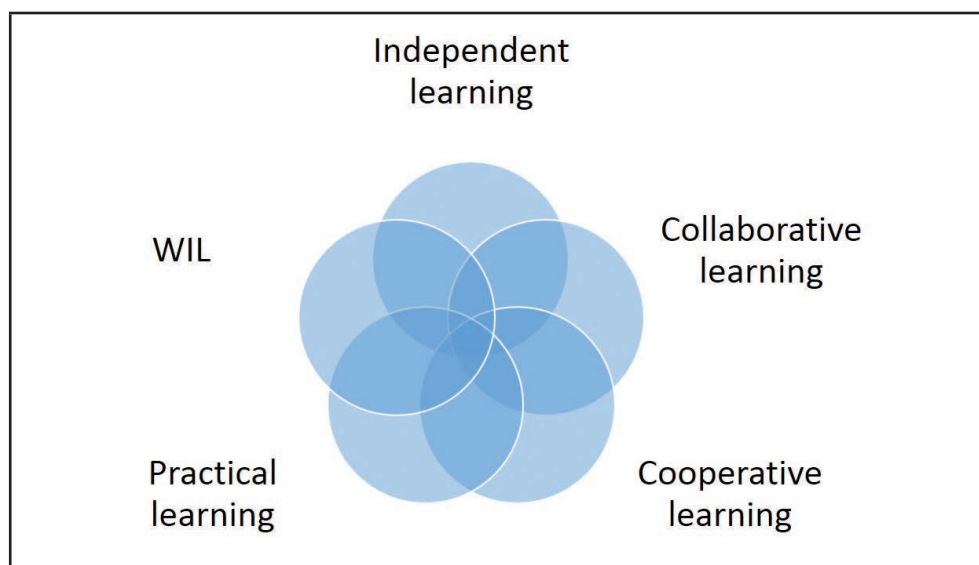 Independent
learning
WIL
Collaborative
learning
Practical
learning
Cooperative
learning